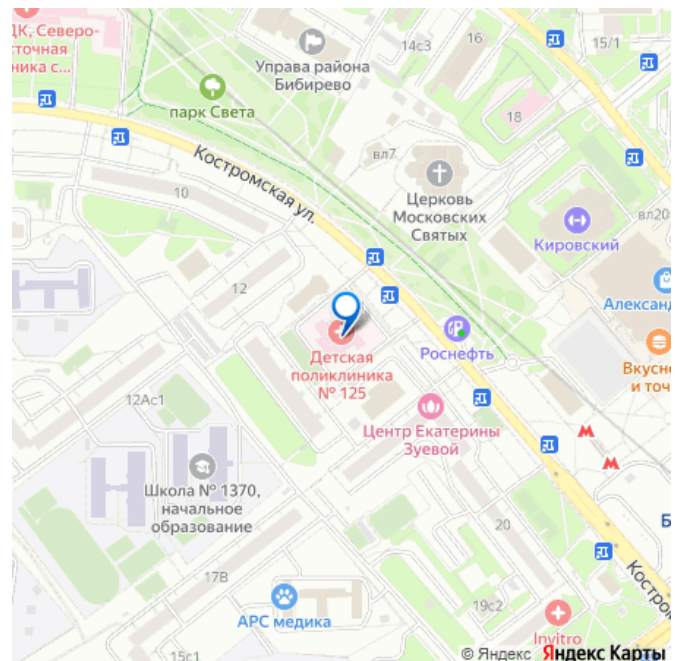 ДК, Северо-
сточная
ника с...
14с3
16
15/1
Управа района
Бибирево
парк Света
18
вл7
Костромская ул.
10
Церковь
Московских
Святых
вл20
Кировский
12
Александ
Роснефть
Детская
поликлиника
№ 125
Вкусно
и точ
12Ас1
Центр Екатерины
Зуевой
Школа № 1370,
начальное
образование
20
Б
17В
Костром
АРС медика
19с2
Invitro
15с1
© Яндекс Яндекс Карты